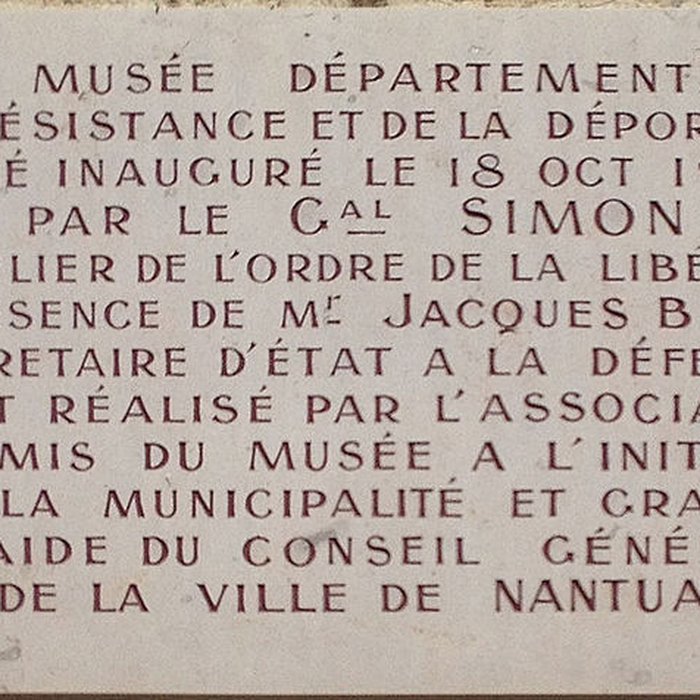 MUSÉE DÉPARTEMENT
ÉSISTANCE ET DE LA DÉPOR
É INAUGURÉ LE 18 OCT 1
PAR LE GAL SIMON
LIER DE L'ORDRE DE LA LIBE
SENCE DE Mr JACQUES B
RETAIRE D'ÉTAT A LA DÉFE
T RÉALISÉ PAR L'ASSOCIA
MIS DU MUSÉE A L'INIT
LA MUNICIPALITÉ ET GRA
AIDE DU CONSEIL GÉNÉ
DE LA VILLE DE NANTUA